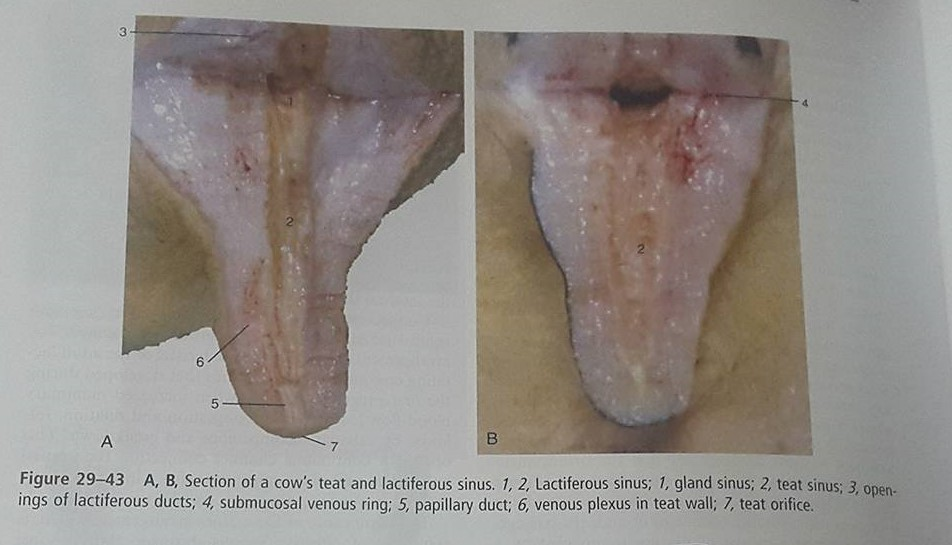 3
1
1
2
6
5
7
A
4
2
B
Figure 29–43 A, B, Section of a cow's teat and lactiferous sinus. 1, 2, Lactiferous sinus; 1, gland sinus; 2, teat sinus; 3, open-
ings of lactiferous ducts; 4, submucosal venous ring; 5, papillary duct; 6, venous plexus in teat wall; 7, teat orifice.